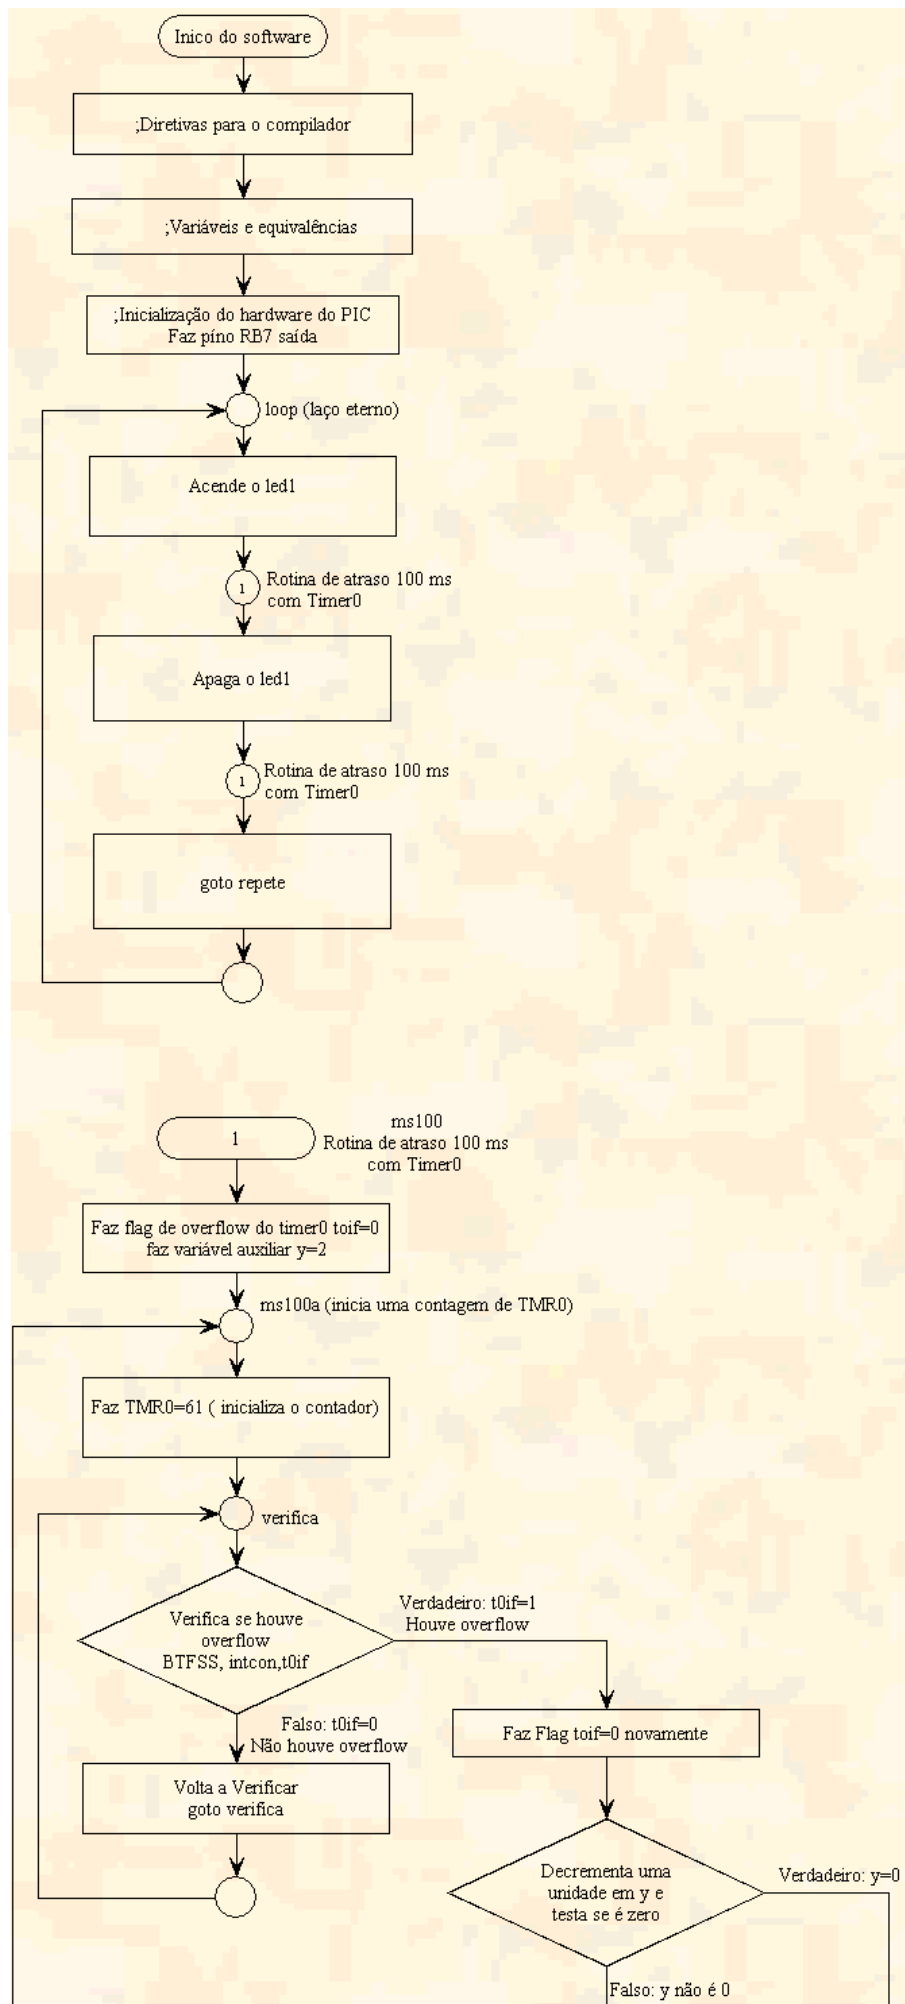 Inico do software
;Diretivas para o compilador
;Variáveis e equivalências
;Inicialização do hardware do PIC
Faz píno RB7 saída
loop (laço eterno)
Acende o led1
1
Rotina de atraso 100 ms
com Timer0
Apaga o led1
1
Rotina de atraso 100 ms
com Timer0
goto repete
1
ms100
Rotina de atraso 100 ms
com Timer0
Faz flag de overflow do timer0 toif=0
faz variável auxiliar y=2
ms100a (inicia uma contagem de TMR0)
Faz TMR0=61 ( inicializa o contador)
verifica
Verifica se houve
overflow
BTFSS, intcon,t0if
Verdadeiro: t0if=1
Houve overflow
Falso: t0if=0
Não houve overflow
Volta a Verificar
goto verifica
Faz Flag toif=0 novamente
Decrementa uma
unidade em y e
testa se é zero
Verdadeiro: y=0
Falso: y não é 0